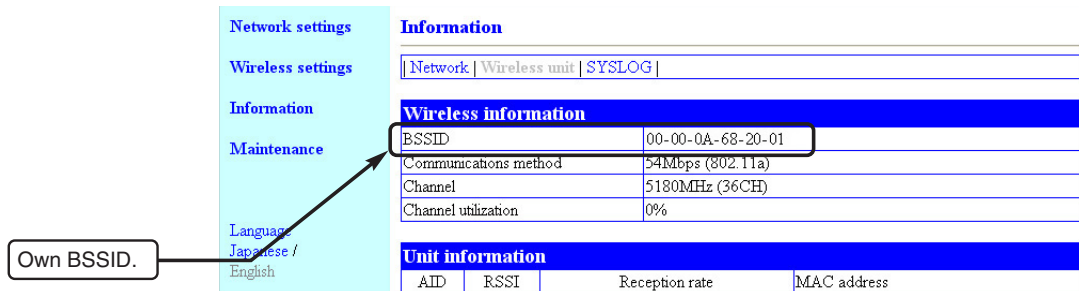 Network settings
Wireless settings
Information
Maintenance
Language
Japanese /
English
Own BSSID.
Information
| Network | Wireless unit | SYSLOG |
Wireless information
BSSID 00-00-0A-68-20-01
Communications method 54Mbps (802.11a)
Channel 5180MHz (36CH)
Channel utilization 0%
Unit information
AID RSSI Reception rate MAC address